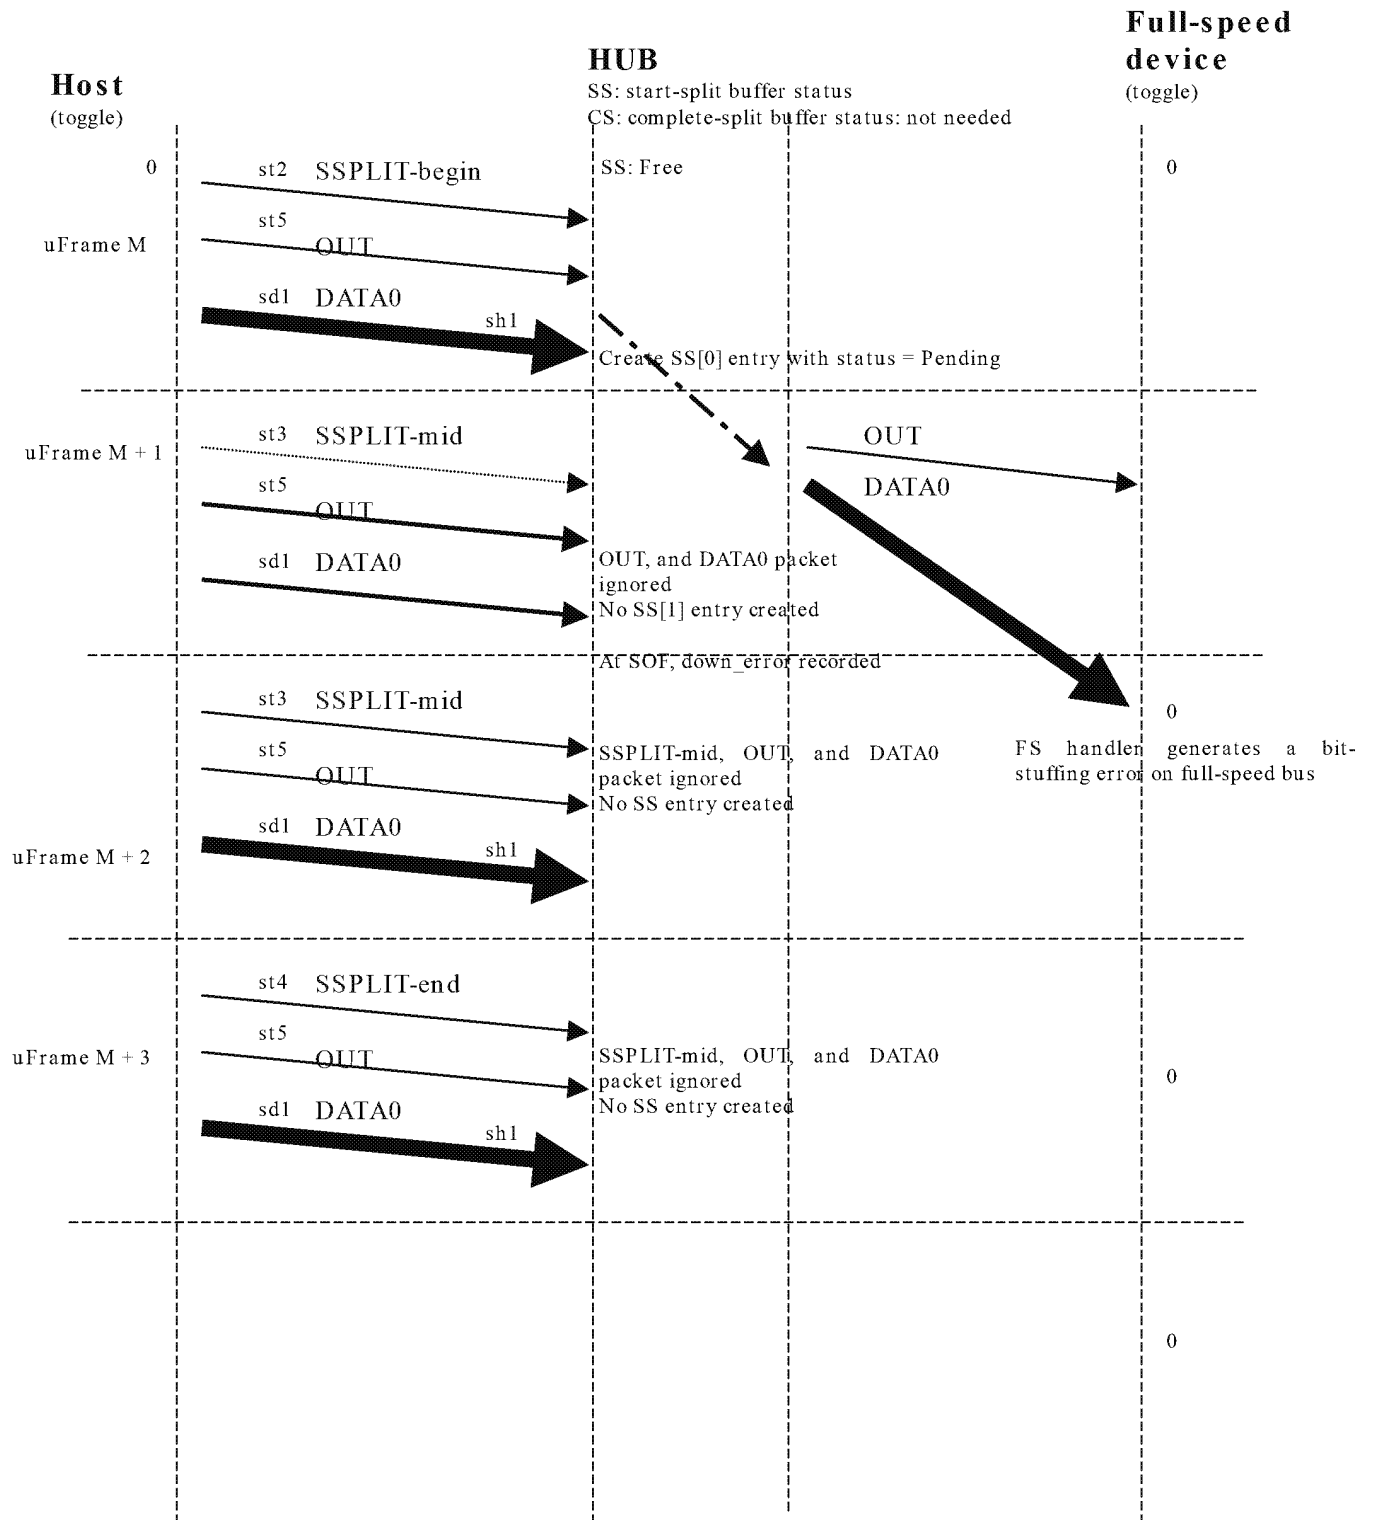 Full-speed
device
(toggle)
HUB
SS: start-split buffer status
CS: complete-split buffer status: not needed
Host
(toggle)
0
st2 SSPLIT-begin
SS: Free
0
st5
uFrame M
OUT
sd1 DATA0
sh1
Create SS[0] entry with status = Pending
st3 SSPLIT-mid
OUT
uFrame M + 1
st5
DATA0
OUT
sd1 DATA0
OUT, and DATA0 packet
ignored
No SS[1] entry created
At SOF, down_error recorded
st3 SSPLIT-mid
0
st5
OUT
SSPLIT-mid, OUT, and DATA0
packet ignored
No SS entry created
FS handler generates a bit-
stuffing error on full-speed bus
sd1 DATA0
sh1
uFrame M + 2
st4 SSPLIT-end
st5
uFrame M + 3
OUT
SSPLIT-mid, OUT, and DATA0
packet ignored
No SS entry created
0
sd1 DATA0
sh1
0